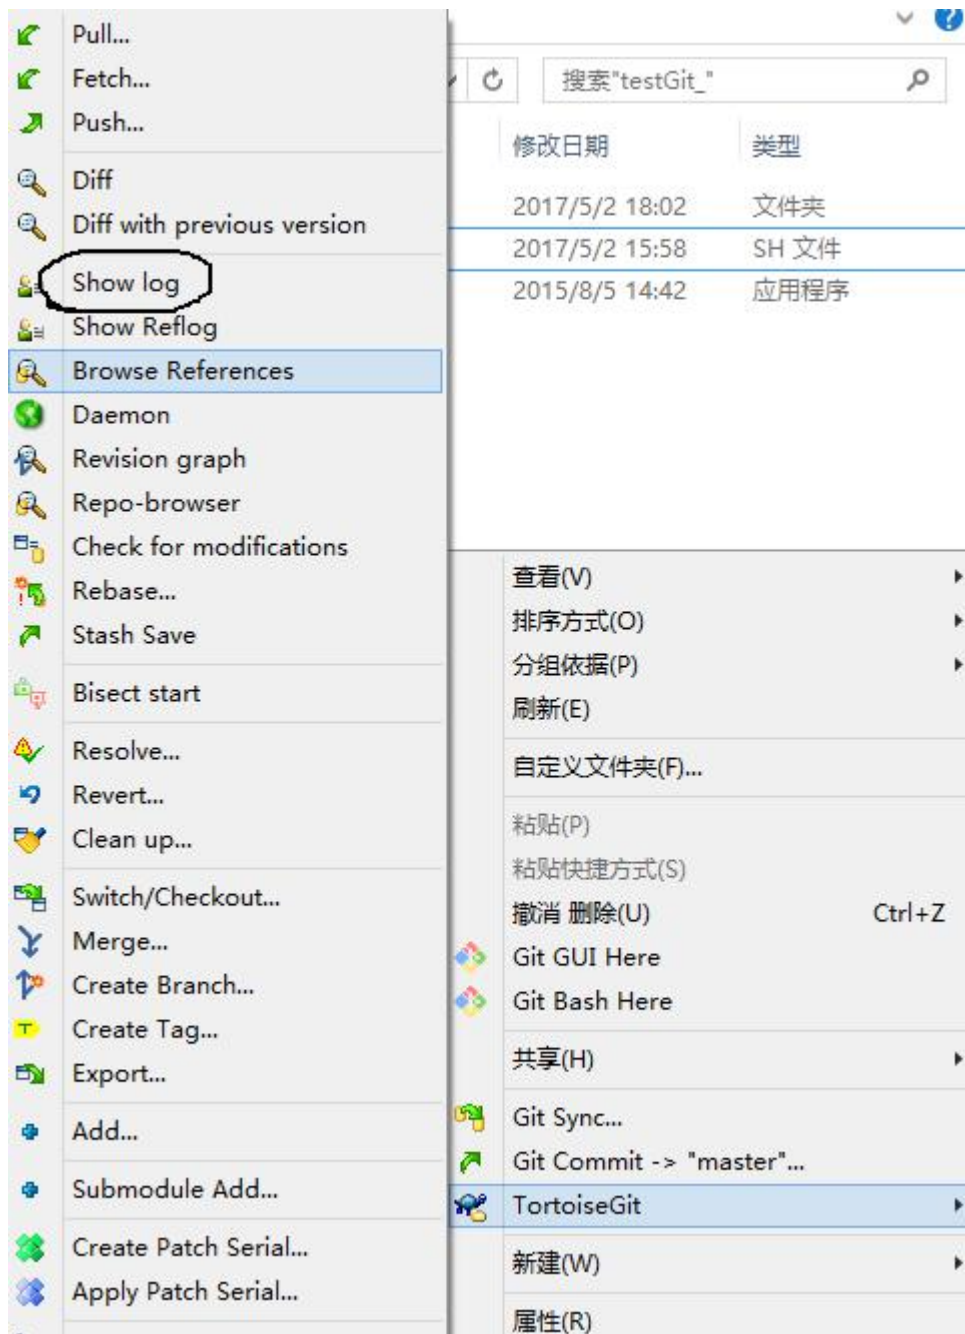 Pull...
Fetch...
Push...
Diff
Diff with previous version
Show log
Show Reflog
Browse References
Daemon
Revision graph
Repo-browser
Check for modifications
Rebase...
Stash Save
Bisect start
Resolve...
Revert...
Clean up...
Switch/Checkout...
Merge...
Create Branch...
Create Tag...
Export...
Add...
Submodule Add...
Create Patch Serial...
Apply Patch Serial...
搜索"testGit_"
修改日期 类型
2017/5/2 18:02 文件夹
2017/5/2 15:58 SH 文件
2015/8/5 14:42 应用程序
查看(V)
排序方式(O)
分组依据(P)
刷新(E)
自定义文件夹(F)...
粘贴(P)
粘贴快捷方式(S)
撤消 删除(U) Ctrl+Z
Git GUI Here
Git Bash Here
共享(H)
Git Sync...
Git Commit -> "master"...
TortoiseGit
新建(W)
属性(R)